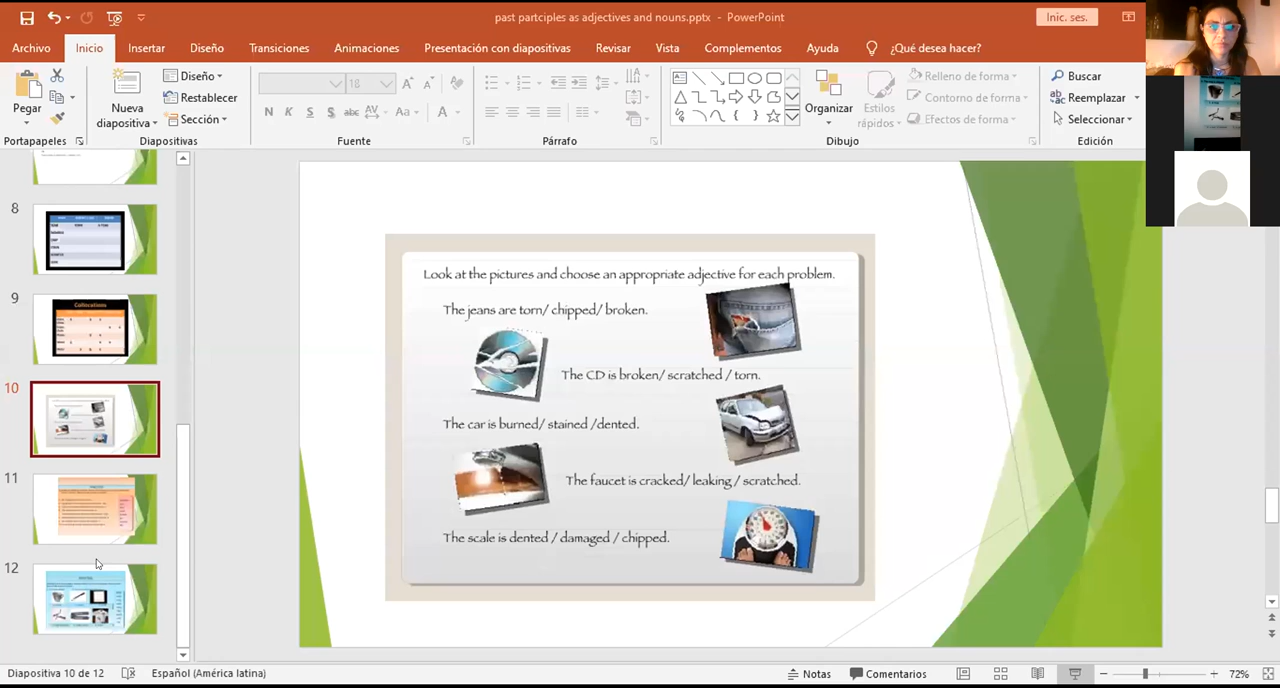 past partciples as adjectives and nouns.pptx - PowerPoint
Inic. ses.
Archivo Inicio Insertar Diseño Transiciones Animaciones Presentación con diapositivas Revisar Vista Complementos Ayuda ¿Qué desea hacer?
Pegar
Nueva diapositiva
Diseño
Restablecer
Sección
18
N K S S abc AV Aa A
Organizar
Estilos rápidos
Relleno de forma
Contorno de forma
Efectos de forma
Buscar
Reemplazar
Seleccionar
Portapapeles Diapositivas Fuente Párrafo Dibujo Edición
8
9
Collocations
10
11
12
Look at the pictures and choose an appropriate adjective for each problem.
The jeans are torn/ chipped/ broken.
The CD is broken/ scratched / torn.
The car is burned/ stained /dented.
The faucet is cracked/ leaking / scratched.
The scale is dented / damaged / chipped.
Diapositiva 10 de 12 Español (América latina) Notas Comentarios 72%